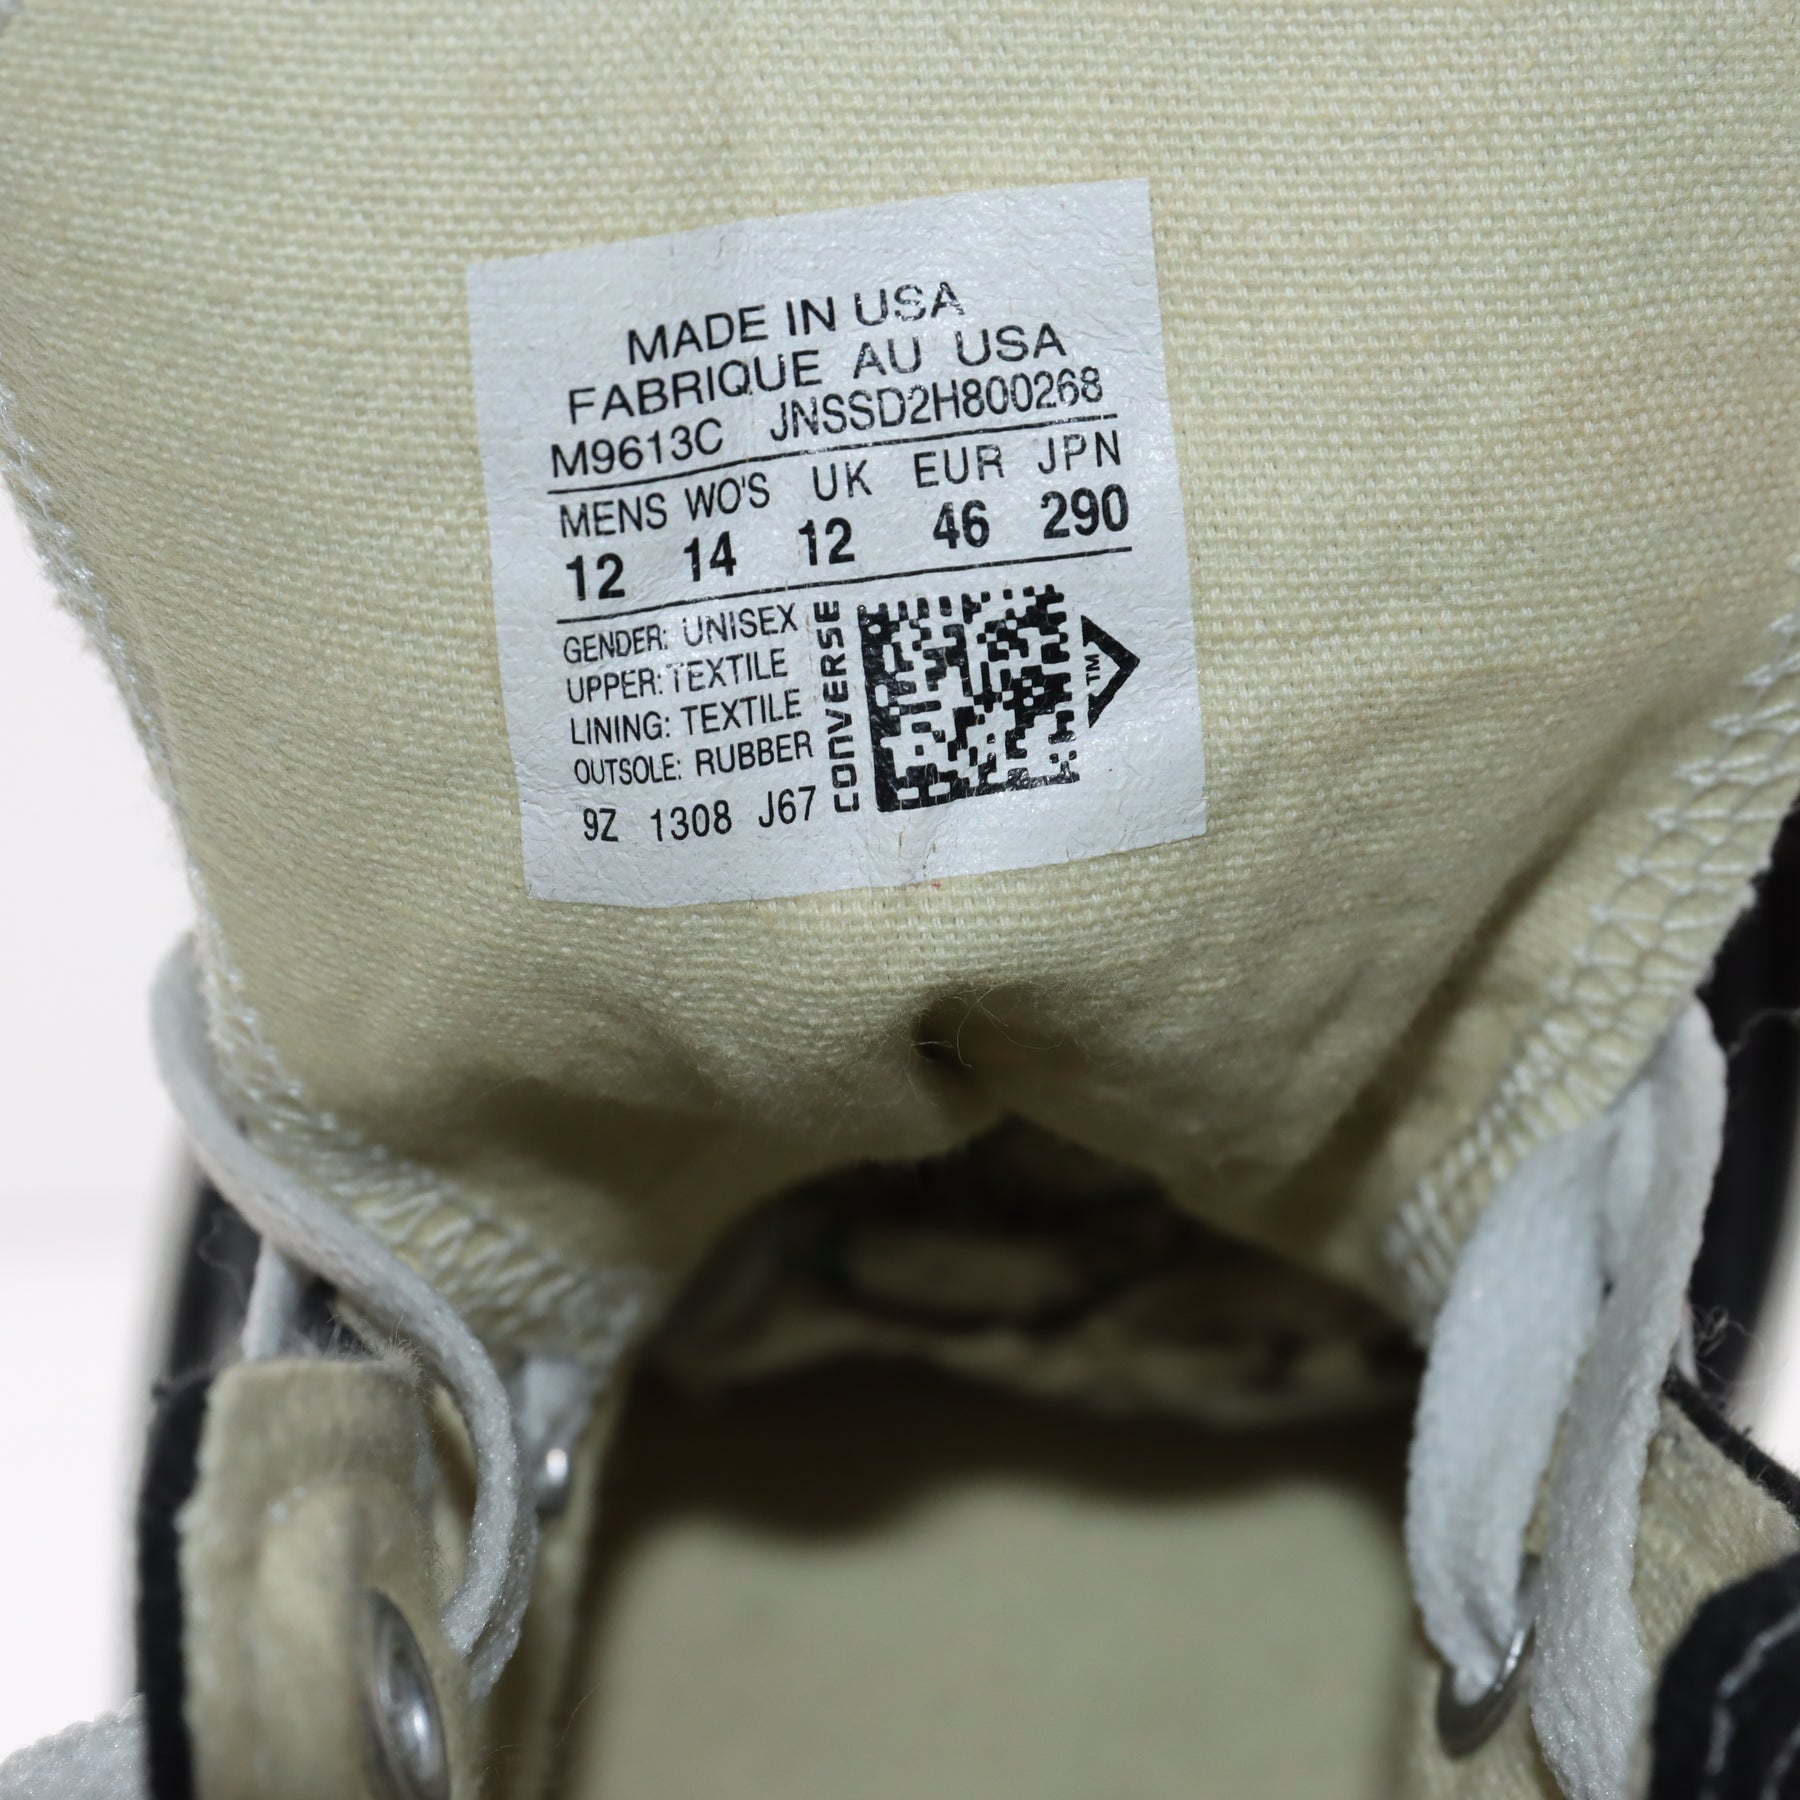 MADE IN USA
FABRIQUE AU USA
M9613C JNSSD2H800268
MENS WO'S UK EUR JPN
12 14 12 46 290
GENDER: UNISEX
UPPER: TEXTILE
LINING: TEXTILE
OUTSOLE: RUBBER
9Z 1308 J67
CONVERSE
TM